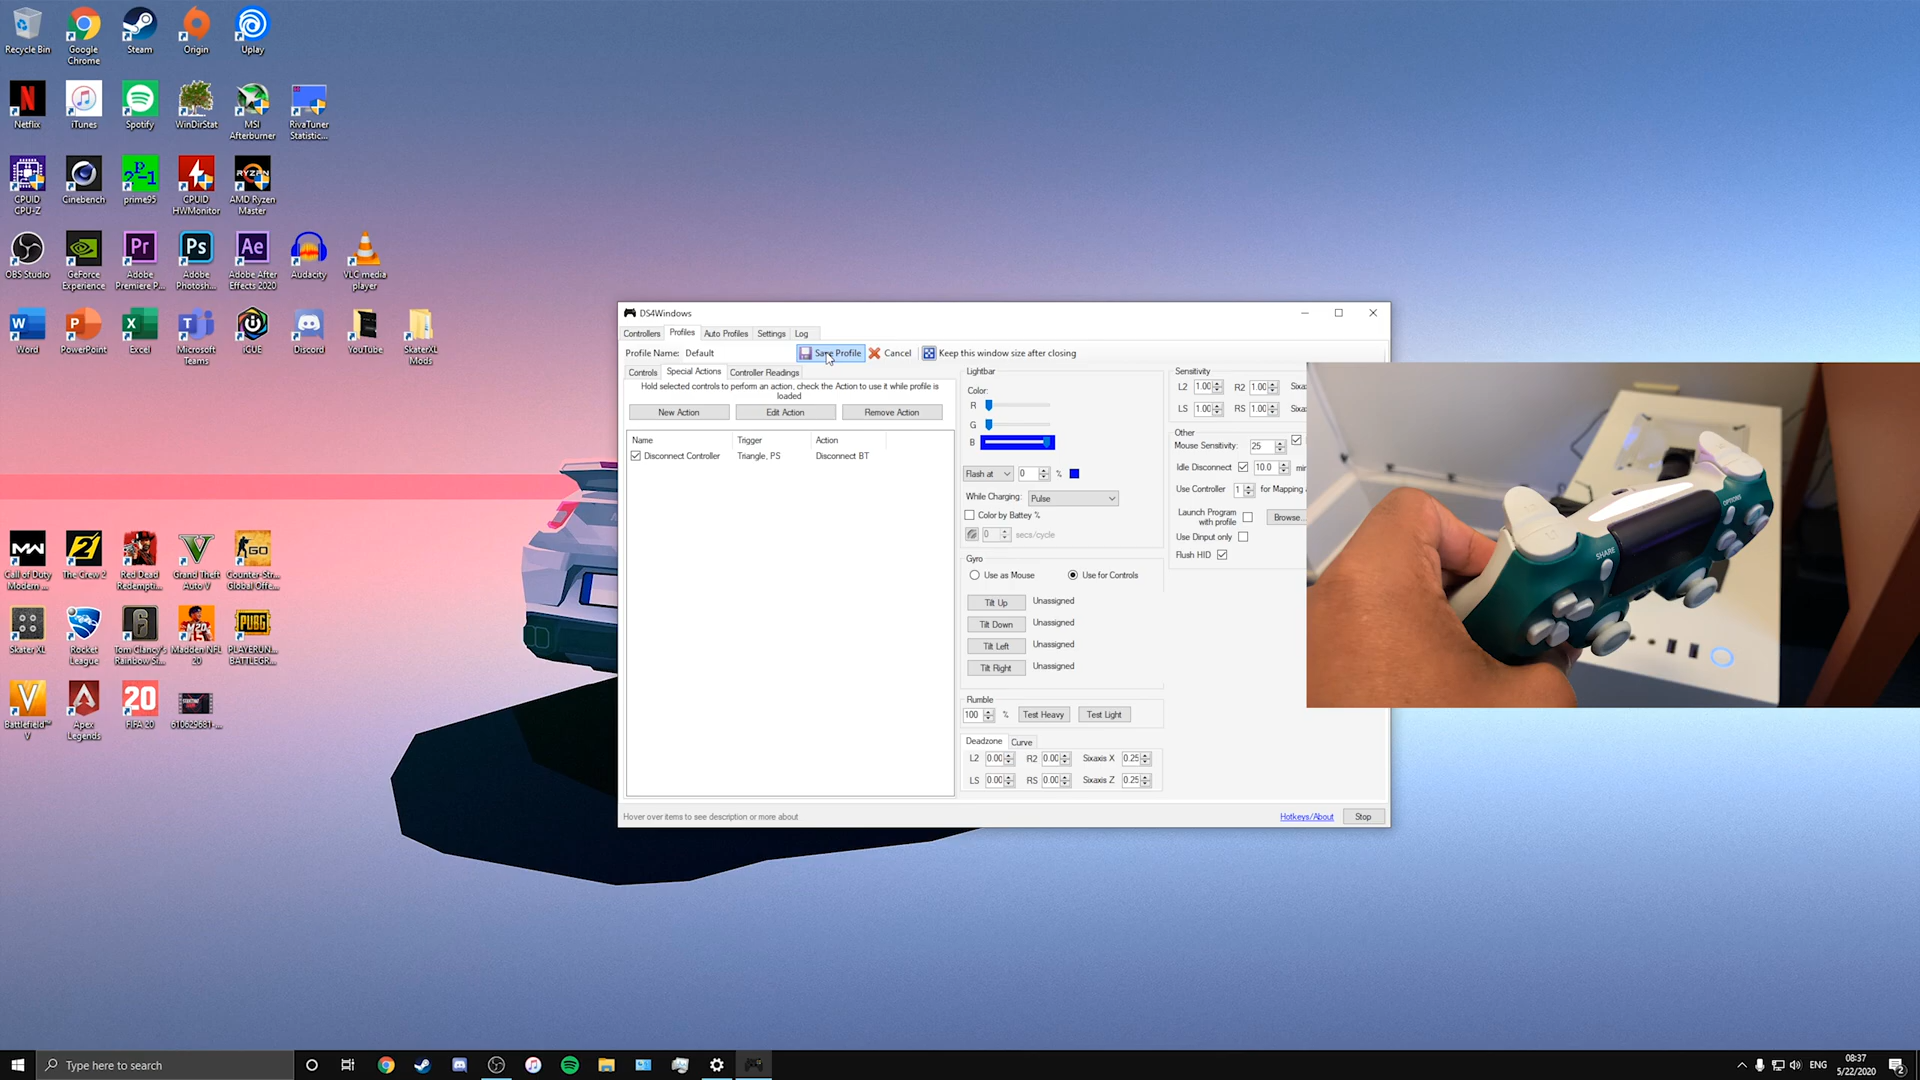 Recycle Bin
Google Chrome
Steam
Origin
Uplay
Netflix
iTunes
Spotify
WinDirStat
MSI Afterburner
RivaTuner Statistic...
CPUID CPU-Z
Cinebench
prime95
CPUID HWMonitor
AMD Ryzen Master
OBS Studio
GeForce Experience
Adobe Premiere P...
Adobe Photosh...
Adobe After Effects 2020
Audacity
VLC media player
Word
PowerPoint
Excel
Microsoft Teams
iCUE
Discord
YouTube
SkaterXL Mods
Call of Duty Modern ...
The Crew 2
Red Dead Redempti...
Grand Theft Auto V
Counter-Str... Global Offe...
Skater XL
Rocket League
Tom Clancy's Rainbow Si...
Madden NFL 20
PLAYERUN... BATTLEGR...
Battlefield™ V
Apex Legends
FIFA 20
DS4Windows
Controllers Profiles Auto Profiles Settings Log
Profile Name: Default Save Profile Cancel Keep this window size after closing
Controls Special Actions Controller Readings
Hold selected controls to perform an action, check the Action to use it while profile is
loaded
New Action Edit Action Remove Action
Name Trigger Action
Disconnect Controller Triangle, PS Disconnect BT
Lightbar
Color:
R
G
B
Flash at 0 %
While Charging: Pulse
Color by Battey %
0 secs/cycle
Gyro
Use as Mouse Use for Controls
Tilt Up Unassigned
Tilt Down Unassigned
Tilt Left Unassigned
Tilt Right Unassigned
Rumble
100 % Test Heavy Test Light
Deadzone Curve
L2 0.00 R2 0.00 Sixaxis X 0.25
LS 0.00 RS 0.00 Sixaxis Z 0.25
Sensitivity
L2 1.00 R2 1.00 Sixa
LS 1.00 RS 1.00 Sixa
Other
Mouse Sensitivity: 25
Idle Disconnect 10.0 min
Use Controller 1 for Mapping
Launch Program
with profile Browse...
Use Dinput only
Flush HID
Hover over items to see description or more about
Hotkeys/About Stop
SHARE
OPTIONS
Type here to search
ENG
08:37
5/22/2020
2